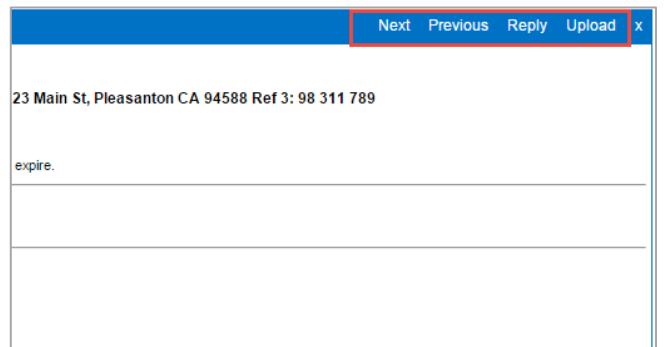 Next Previous Reply Upload x
23 Main St, Pleasanton CA 94588 Ref 3: 98 311 789
expire.